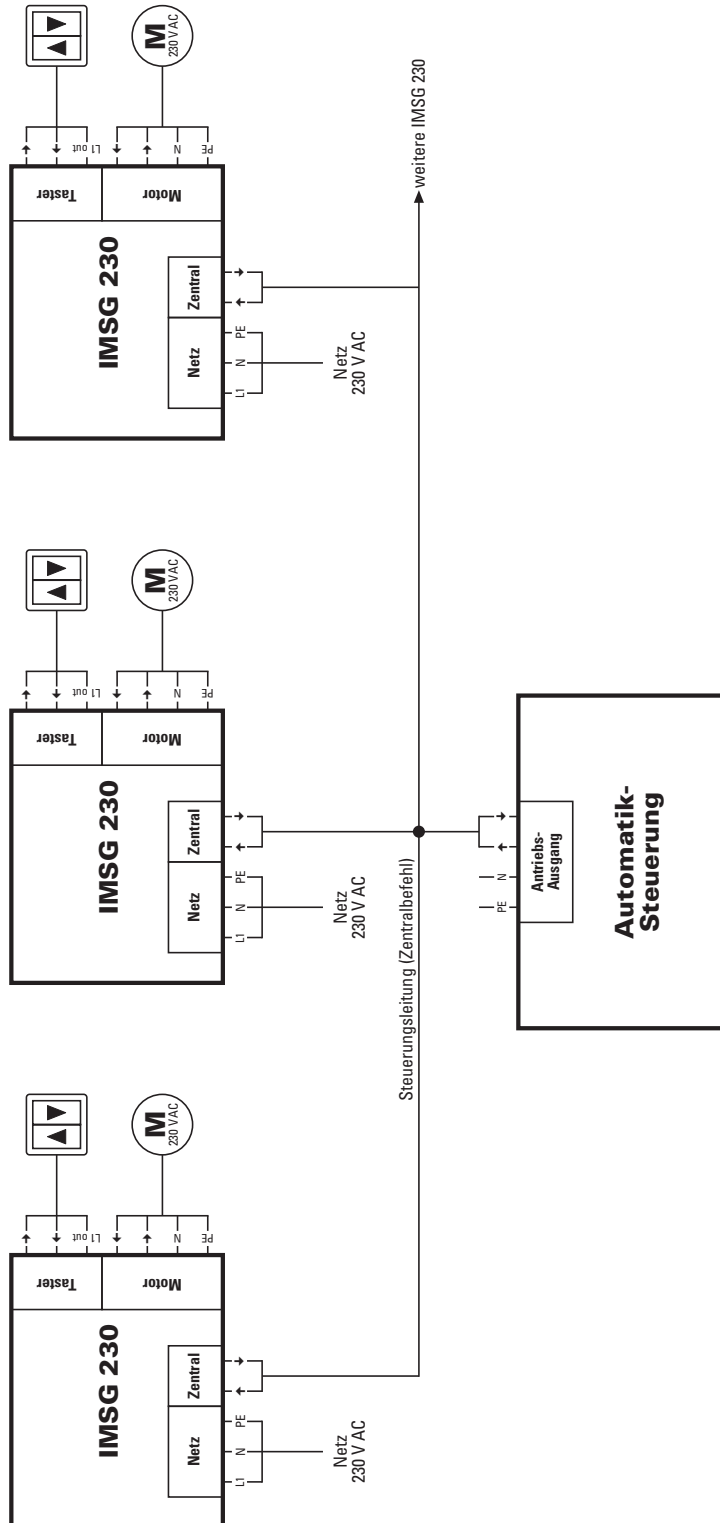 IMSG 230
Taster
Motor
L1 out
N
PE
M
230 V AC
Netz
Zentral
L1
N
PE
Netz
230 V AC
IMSG 230
Taster
Motor
L1 out
N
PE
M
230 V AC
Netz
Zentral
L1
N
PE
Netz
230 V AC
IMSG 230
Taster
Motor
L1 out
N
PE
M
230 V AC
Netz
Zentral
L1
N
PE
Netz
230 V AC
Steuerungsleitung (Zentralbefehl)
weitere IMSG 230
PE
N
Antriebs-
Ausgang
Automatik-
Steuerung